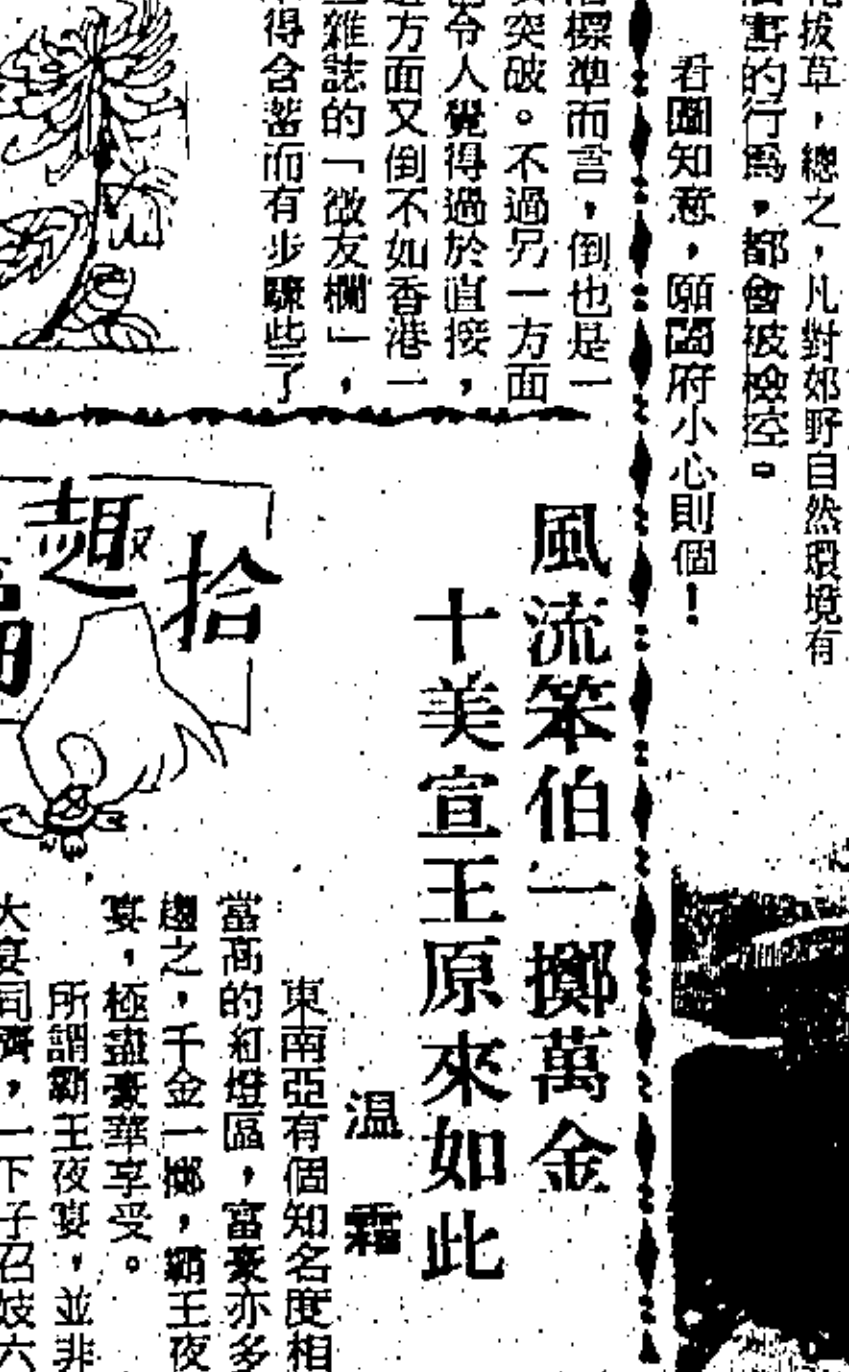 花拔草，總之，凡對郊野自然環境有
害的行爲，都會被檢控。
看圖知意，願闔府小心則個！
標準而言，倒也是一
突破。不過另一方面
令人覺得過於直接，
方面又倒不如香港一
雜誌的「徵友欄」，
得含蓄而有步驟些了
風流笨伯一擲萬金
十美宣王原來如此
温霜
拾趣
東南亞有個知名度相
當高的紅燈區，富豪亦多
趨之，千金一擲，霸王夜
宴，極盡豪華享受。
所謂霸王夜宴，並非
大宴同儕，一下子召妓六